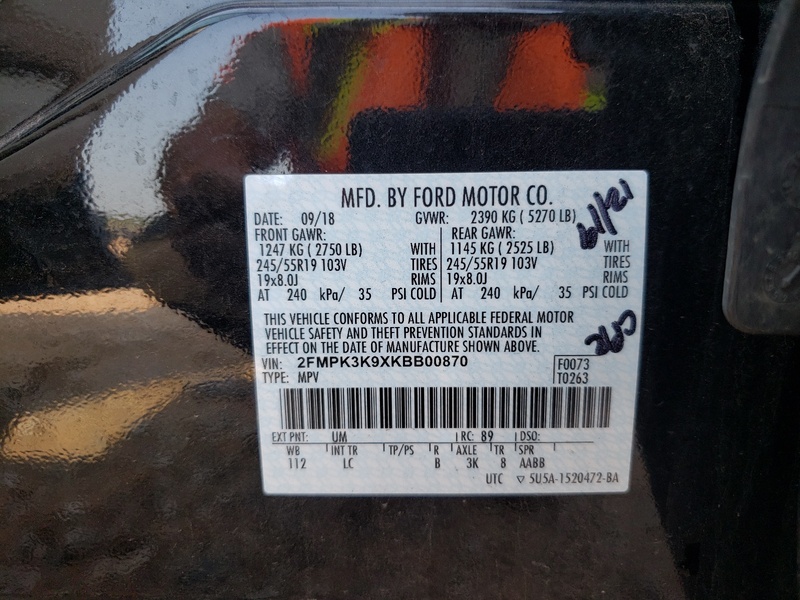 MFD. BY FORD MOTOR CO.
DATE: 09/18 GVWR: 2390 KG ( 5270 LB)
FRONT GAWR: REAR GAWR:
1247 KG ( 2750 LB) WITH 1145 KG ( 2525 LB) WITH
245/55R19 103V TIRES 245/55R19 103V TIRES
19x8.0J RIMS 19x8.0J RIMS
AT 240 kPa/ 35 PSI COLD AT 240 kPa/ 35 PSI COLD
THIS VEHICLE CONFORMS TO ALL APPLICABLE FEDERAL MOTOR
VEHICLE SAFETY AND THEFT PREVENTION STANDARDS IN
EFFECT ON THE DATE OF MANUFACTURE SHOWN ABOVE.
VIN: 2FMPK3K9XKBB00870 F0073
TYPE: MPV T0263
EXT PNT: UM RC: 89 DSO:
WB INT TR TP/PS R AXLE TR SPR
112 LC B 3K 8 AABB
UTC ▽ 5U5A-1520472-BA